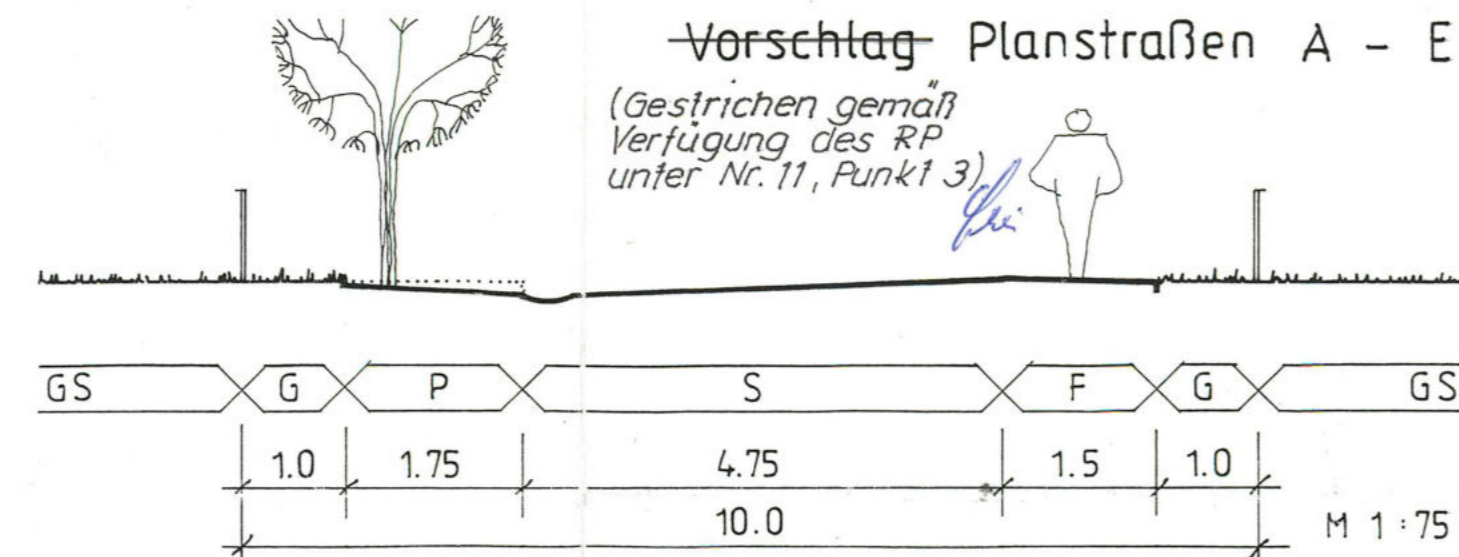 Vorschlag Planstraßen A - E
(Gestrichen gemäß
Verfügung des RP
unter Nr. 11, Punkt 3)
GS G P S F G GS
1.0 1.75 4.75 1.5 1.0
10.0 M 1:75